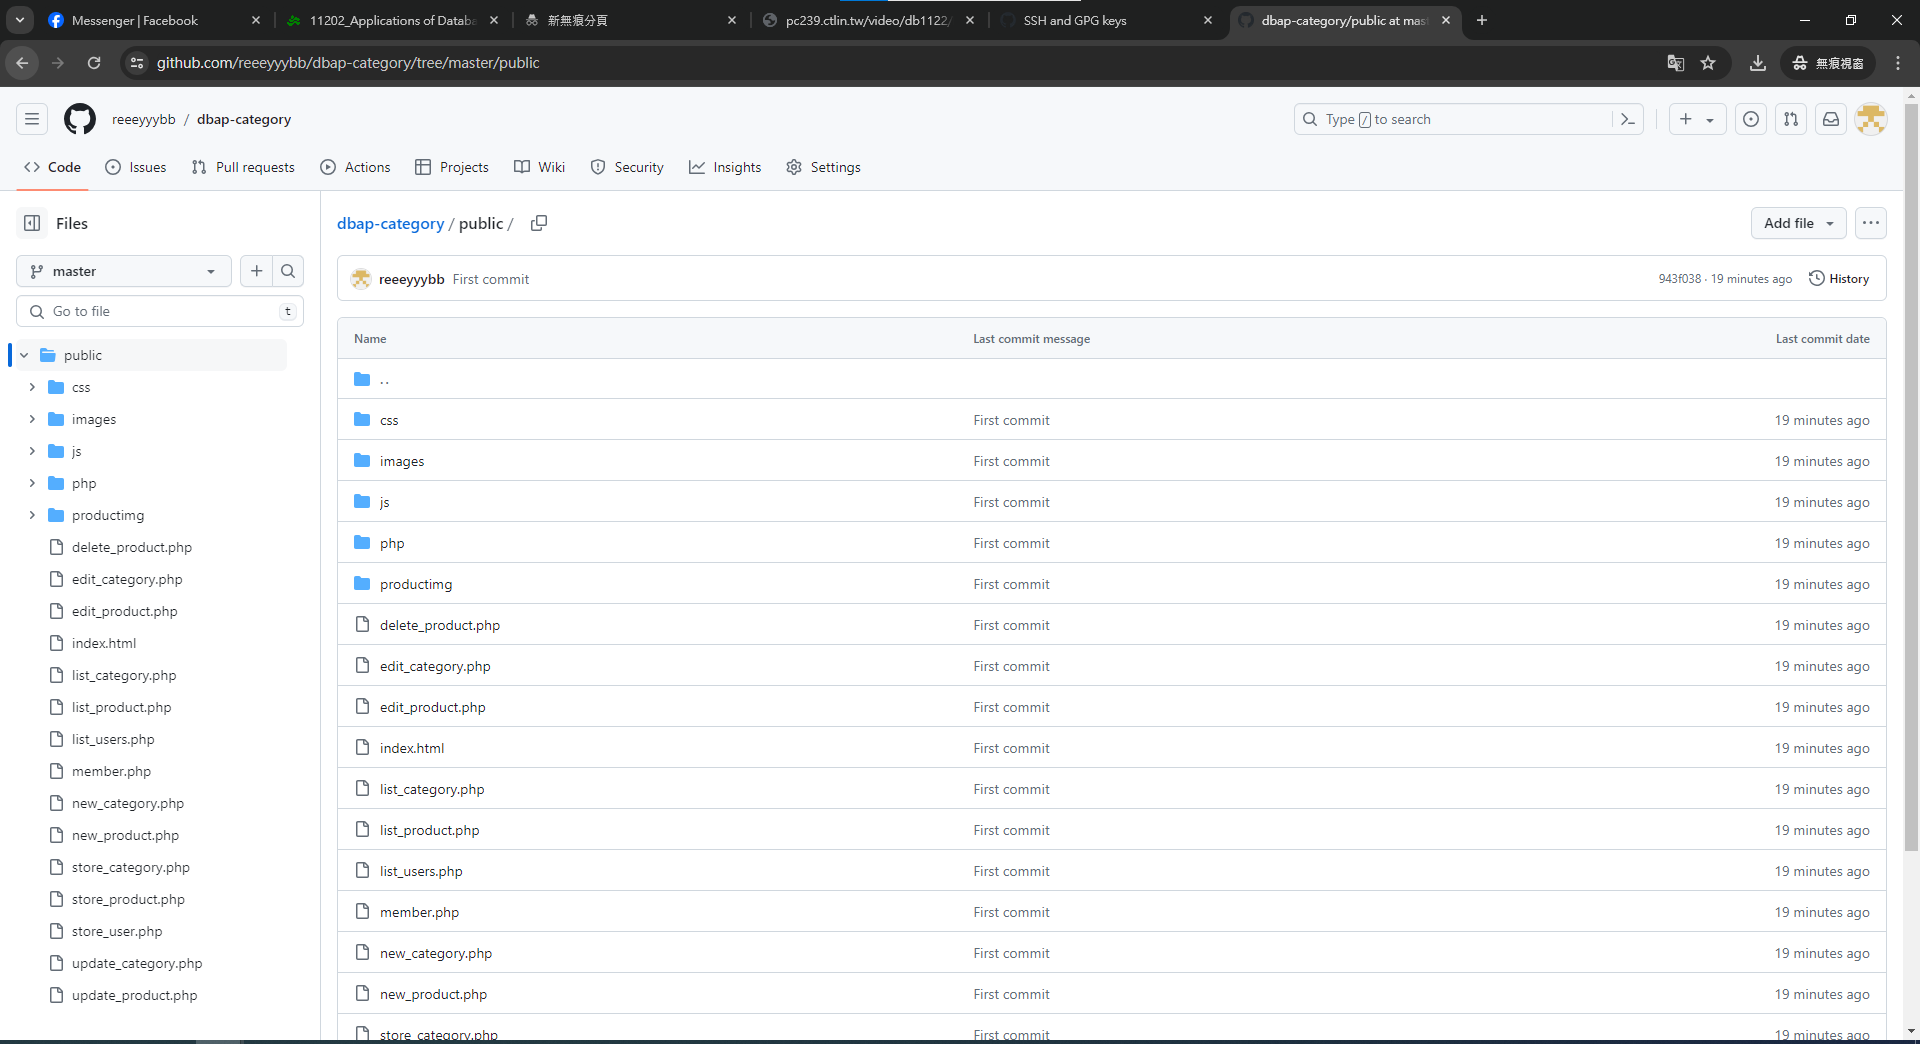 Messenger | Facebook
11202_Applications of Databa
新無痕分頁
pc239.ctlin.tw/video/db1122/
SSH and GPG keys
dbap-category/public at mast
github.com/reeeyyybb/dbap-category/tree/master/public
無痕視窗
reeeyyybb / dbap-category
Type / to search
Code
Issues
Pull requests
Actions
Projects
Wiki
Security
Insights
Settings
Files
master
Go to file
t
public
css
images
js
php
productimg
delete_product.php
edit_category.php
edit_product.php
index.html
list_category.php
list_product.php
list_users.php
member.php
new_category.php
new_product.php
store_category.php
store_product.php
store_user.php
update_category.php
update_product.php
dbap-category / public /
Add file
reeeyyybb First commit
943f038 · 19 minutes ago
History
Name Last commit message Last commit date
..
css First commit 19 minutes ago
images First commit 19 minutes ago
js First commit 19 minutes ago
php First commit 19 minutes ago
productimg First commit 19 minutes ago
delete_product.php First commit 19 minutes ago
edit_category.php First commit 19 minutes ago
edit_product.php First commit 19 minutes ago
index.html First commit 19 minutes ago
list_category.php First commit 19 minutes ago
list_product.php First commit 19 minutes ago
list_users.php First commit 19 minutes ago
member.php First commit 19 minutes ago
new_category.php First commit 19 minutes ago
new_product.php First commit 19 minutes ago
store_category.php First commit 19 minutes ago